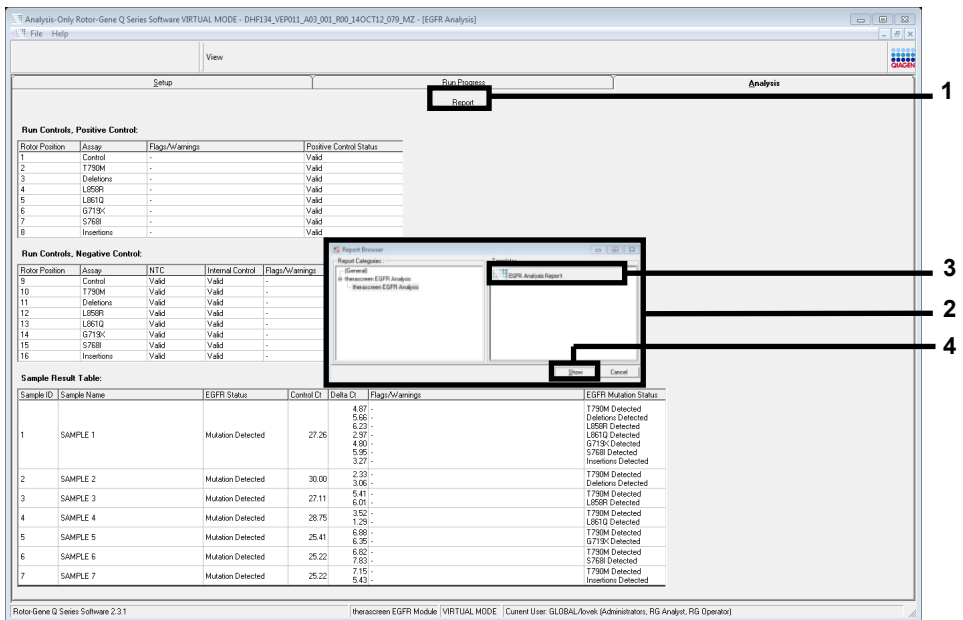 Analysis-Only Rotor-Gene Q Series Software VIRTUAL MODE - DHF134_VEP011_A03_001_R00_14OCT12_079_MZ - [EGFR Analysis]
File Help
View
QIAGEN
Setup Run Progress Analysis
Report
1
Run Controls, Positive Control:
Rotor Position Assay Flags/Warnings Positive Control Status
1 Control - Valid
2 T790M - Valid
3 Deletions - Valid
4 L858R - Valid
5 L861Q - Valid
6 G719X - Valid
7 S768I - Valid
8 Insertions - Valid
Run Controls, Negative Control:
Rotor Position Assay NTC Internal Control Flags/Warnings
9 Control Valid Valid -
10 T790M Valid Valid -
11 Deletions Valid Valid -
12 L858R Valid Valid -
13 L861Q Valid Valid -
14 G719X Valid Valid -
15 S768I Valid Valid -
16 Insertions Valid Valid -
Report Browser
Report Categories:
(General)
therascreen EGFR Analysis
therascreen EGFR Analysis
EGFR Analysis Report
Show Cancel
3
2
4
Sample Result Table:
Sample ID Sample Name EGFR Status Control Ct Delta Ct Flags/Warnings EGFR Mutation Status
1 SAMPLE 1 Mutation Detected 27.26
4.87 - T790M Detected
5.66 - Deletions Detected
6.23 - L858R Detected
2.97 - L861Q Detected
4.80 - G719X Detected
5.95 - S768I Detected
3.27 - Insertions Detected
2 SAMPLE 2 Mutation Detected 30.00
2.33 - T790M Detected
3.06 - Deletions Detected
3 SAMPLE 3 Mutation Detected 27.11
5.41 - T790M Detected
6.01 - L858R Detected
4 SAMPLE 4 Mutation Detected 28.75
3.52 - T790M Detected
1.29 - L861Q Detected
5 SAMPLE 5 Mutation Detected 25.41
6.88 - T790M Detected
6.35 - G719X Detected
6 SAMPLE 6 Mutation Detected 25.22
6.82 - T790M Detected
7.83 - S768I Detected
7 SAMPLE 7 Mutation Detected 25.22
7.15 - T790M Detected
5.43 - Insertions Detected
Rotor-Gene Q Series Software 2.3.1 therascreen EGFR Module VIRTUAL MODE Current User: GLOBAL/lovek (Administrators, RG Analyst, RG Operator)